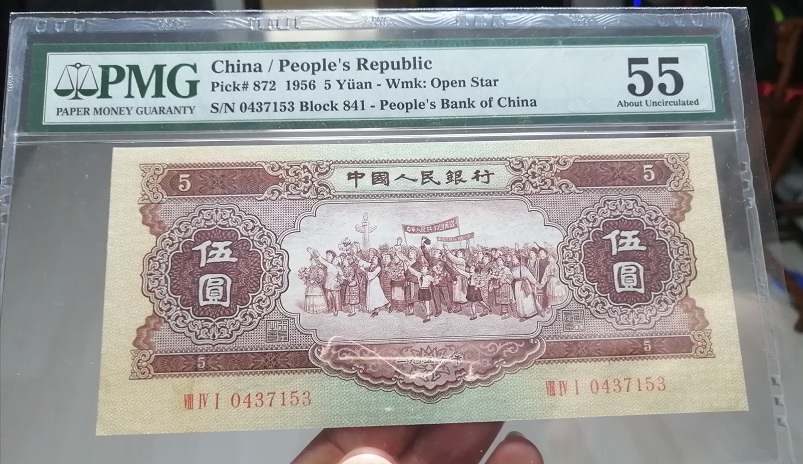 PMG
PAPER MONEY GUARANTY
China / People's Republic
Pick# 872 1956 5 Yüan - Wmk: Open Star
S/N 0437153 Block 841 - People's Bank of China
55
About Uncirculated
5
中國人民銀行
5
伍圓
伍圓
5
5
VIII IV I 0437153
VIII IV I 0437153